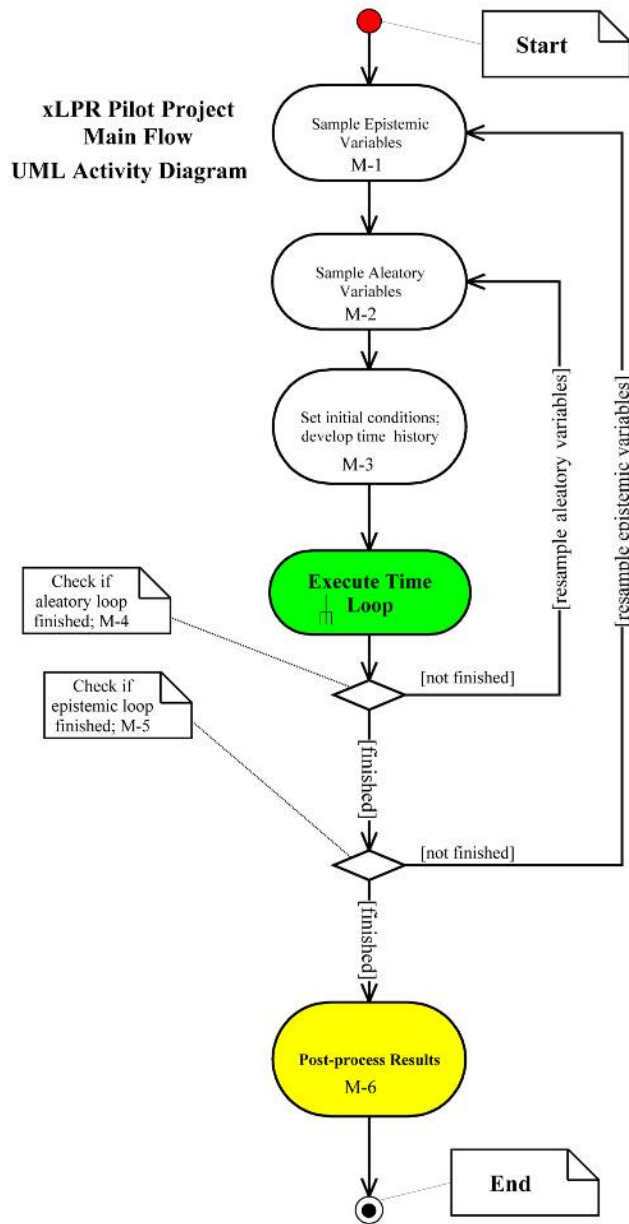 Start
xLPR Pilot Project
Main Flow
UML Activity Diagram
Sample Epistemic
Variables
M-1
Sample Aleatory
Variables
M-2
Set initial conditions;
develop time history
M-3
[resample aleatory variables]
[resample epistemic variables]
Execute Time
Loop
Check if
aleatory loop
finished; M-4
[not finished]
Check if
epistemic loop
finished; M-5
[finished]
[not finished]
[finished]
Post-process Results
M-6
End